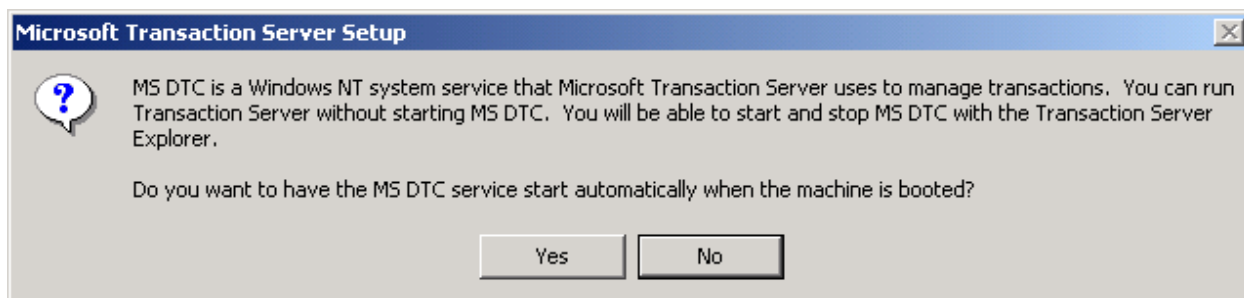 Microsoft Transaction Server Setup
MS DTC is a Windows NT system service that Microsoft Transaction Server uses to manage transactions.  You can run
Transaction Server without starting MS DTC.  You will be able to start and stop MS DTC with the Transaction Server
Explorer.
Do you want to have the MS DTC service start automatically when the machine is booted?
Yes
No